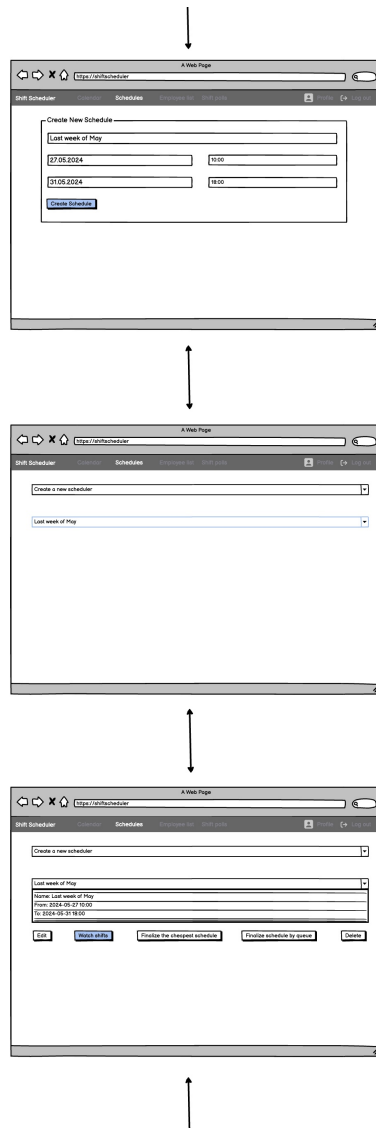 A Web Page
https://shiftscheduler
Shift Scheduler Calendar Schedules Employee list Shift polls Profile Log out
Create New Schedule
Last week of May
27.05.2024 10:00
31.05.2024 18:00
Create Schedule
A Web Page
https://shiftscheduler
Shift Scheduler Calendar Schedules Employee list Shift polls Profile Log out
Create a new scheduler
Last week of May
A Web Page
https://shiftscheduler
Shift Scheduler Calendar Schedules Employee list Shift polls Profile Log out
Create a new scheduler
Last week of May
Name: Last week of May
From: 2024-05-27 10:00
To: 2024-05-31 18:00
Edit Watch shifts Finalize the cheapest schedule Finalize schedule by queue Delete